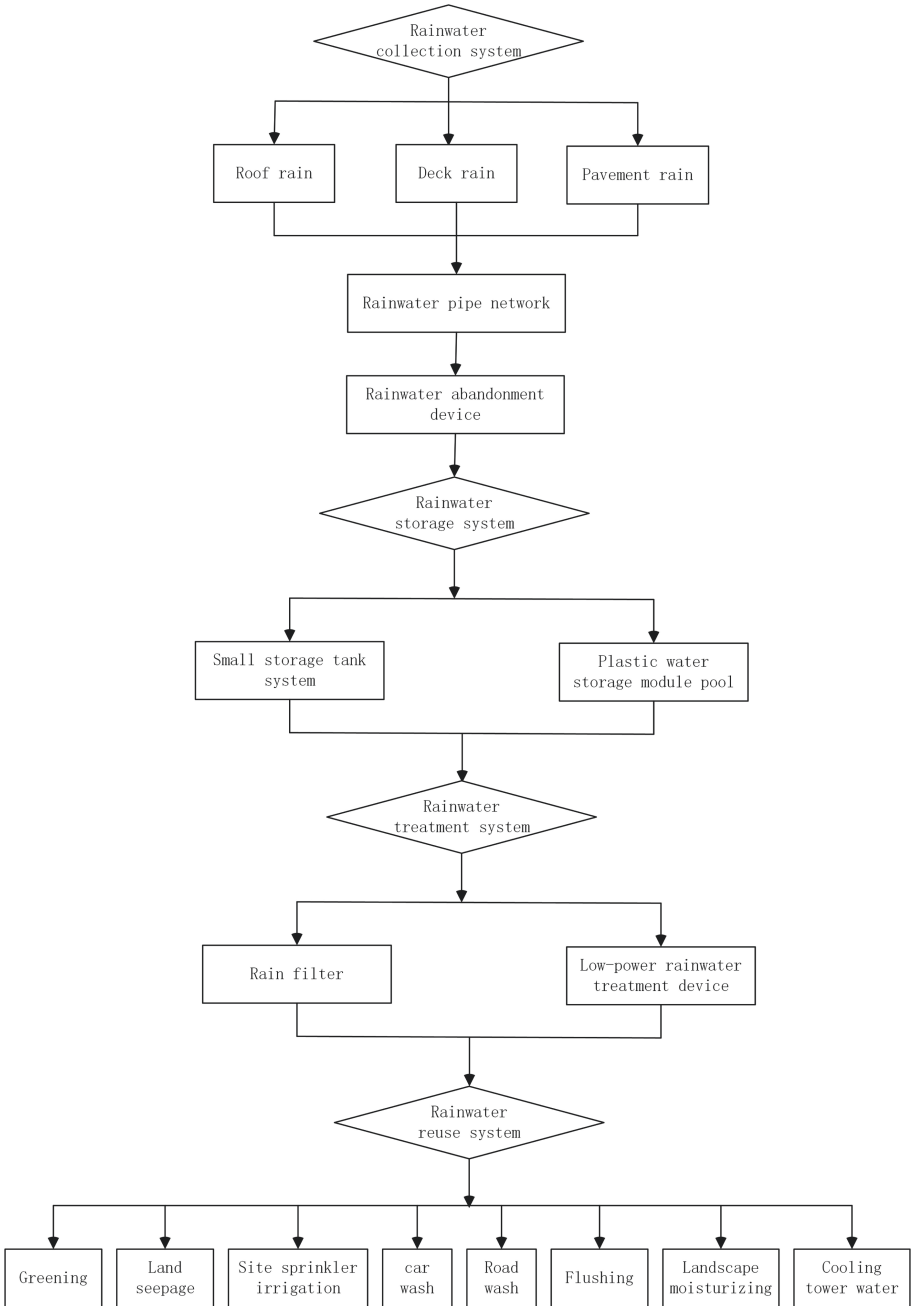 Rainwater
collection system
Roof rain
Deck rain
Pavement rain
Rainwater pipe network
Rainwater abandonment
device
Rainwater
storage system
Small storage tank
system
Plastic water
storage module pool
Rainwater
treatment system
Rain filter
Low-power rainwater
treatment device
Rainwater
reuse system
Greening
Land
seepage
Site sprinkler
irrigation
car
wash
Road
wash
Flushing
Landscape
moisturizing
Cooling
tower water